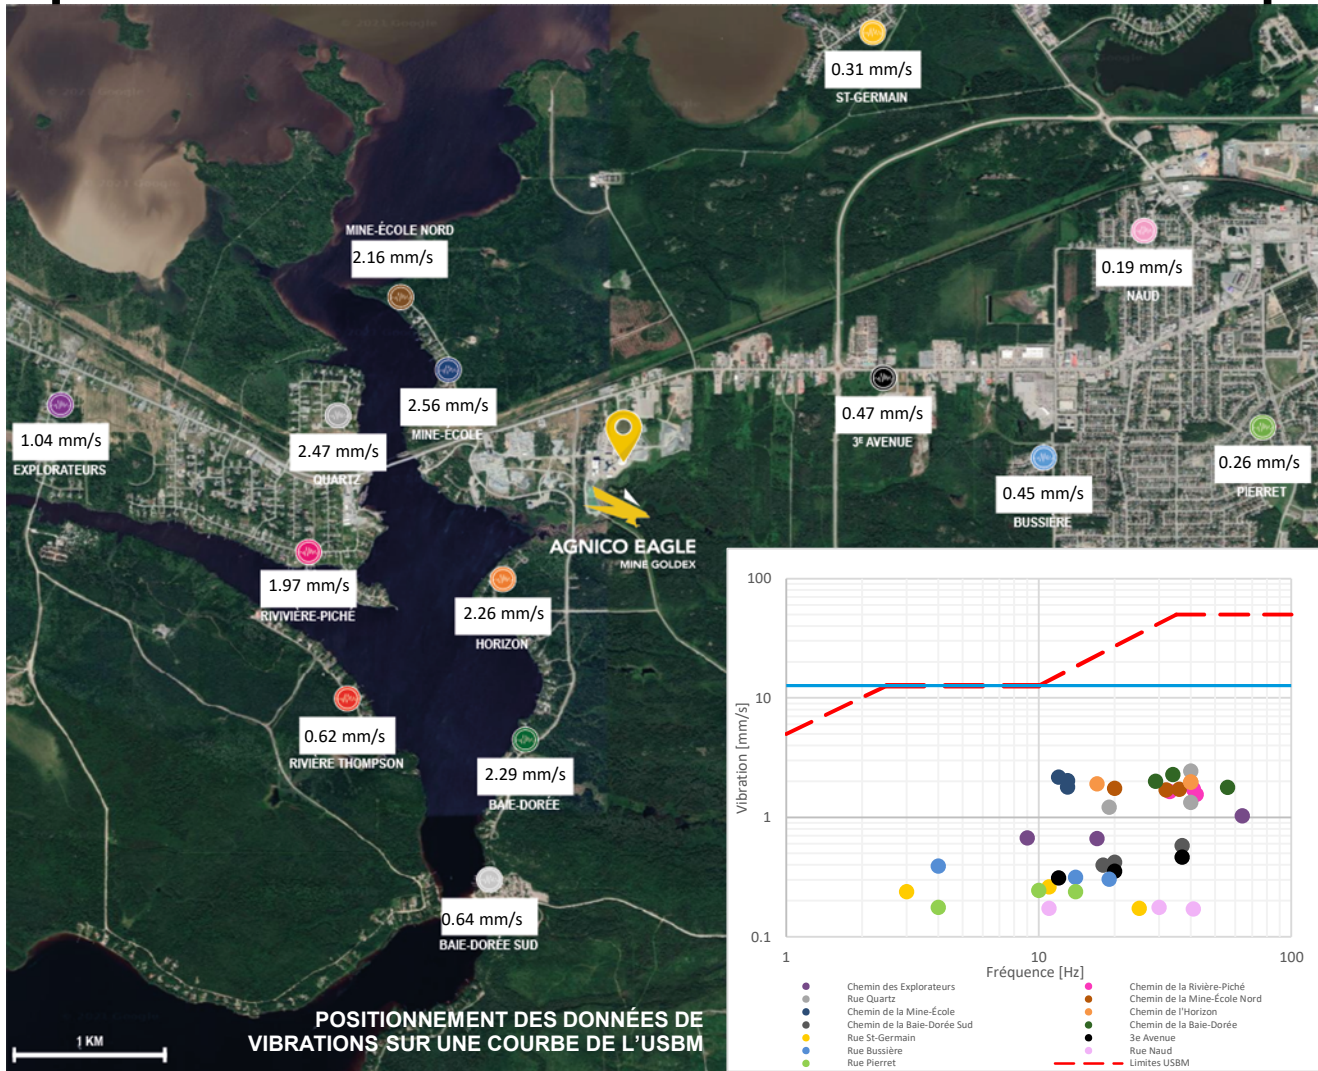 0.31 mm/s
ST-GERMAIN
MINE-ÉCOLE NORD
2.16 mm/s
0.19 mm/s
NAUD
2.56 mm/s
MINE-ÉCOLE
1.04 mm/s
EXPLORATEURS
2.47 mm/s
QUARTZ
0.47 mm/s
3E AVENUE
0.26 mm/s
PIERRET
0.45 mm/s
BUSSIÈRE
AGNICO EAGLE
MINE GOLDEX
1.97 mm/s
RIVIVIÈRE-PICHÉ
2.26 mm/s
HORIZON
0.62 mm/s
RIVIÈRE THOMPSON
2.29 mm/s
BAIE-DORÉE
0.64 mm/s
BAIE-DORÉE SUD
POSITIONNEMENT DES DONNÉES DE
VIBRATIONS SUR UNE COURBE DE L'USBM
1 KM
100
10
1
0.1
Vibration [mm/s]
1
10
100
Fréquence [Hz]
Chemin des Explorateurs
Chemin de la Rivière-Piché
Rue Quartz
Chemin de la Mine-École Nord
Chemin de la Mine-École
Chemin de l'Horizon
Chemin de la Baie-Dorée Sud
Chemin de la Baie-Dorée
Rue St-Germain
3e Avenue
Rue Bussière
Rue Naud
Rue Pierret
Limites USBM